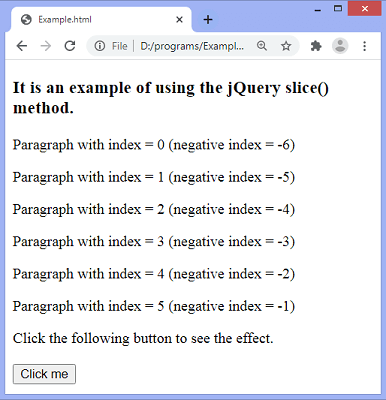 Example.html
File | D:/programs/Exampl...
It is an example of using the jQuery slice()
method.
Paragraph with index = 0 (negative index = -6)
Paragraph with index = 1 (negative index = -5)
Paragraph with index = 2 (negative index = -4)
Paragraph with index = 3 (negative index = -3)
Paragraph with index = 4 (negative index = -2)
Paragraph with index = 5 (negative index = -1)
Click the following button to see the effect.
Click me